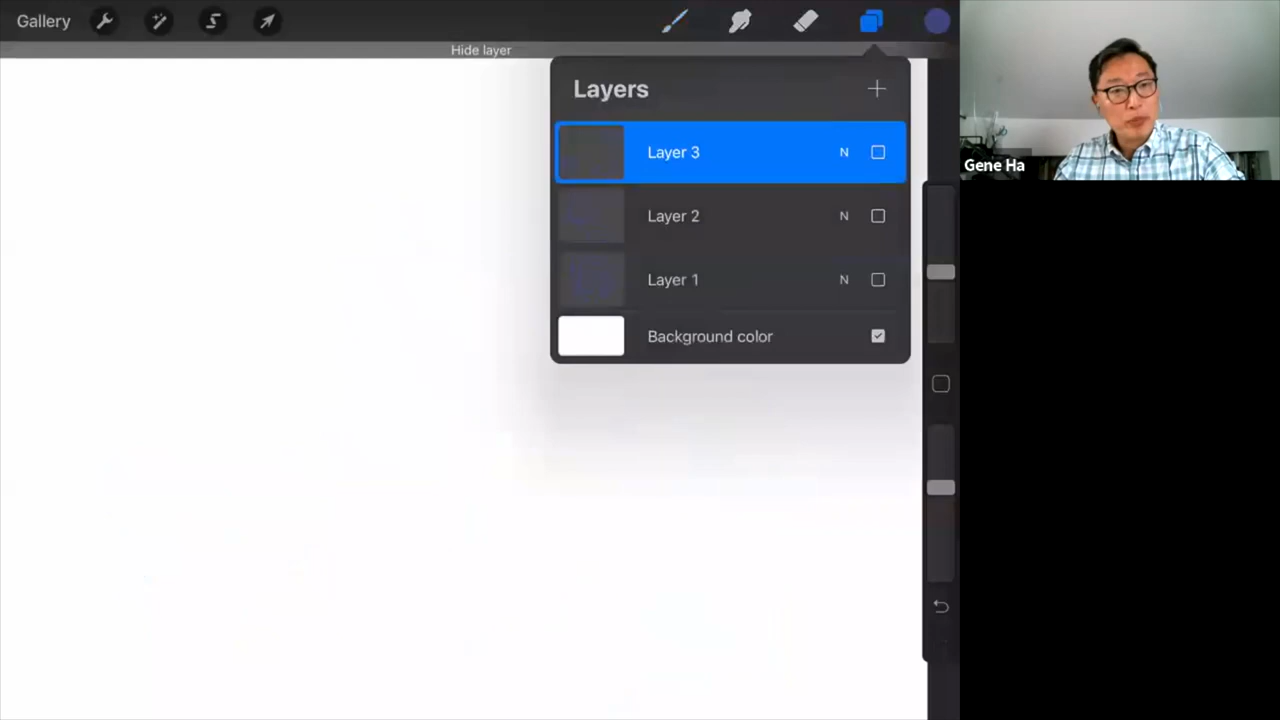 Gallery
Hide layer
Layers
Layer 3 N
Layer 2 N
Layer 1 N
Background color
Gene Ha